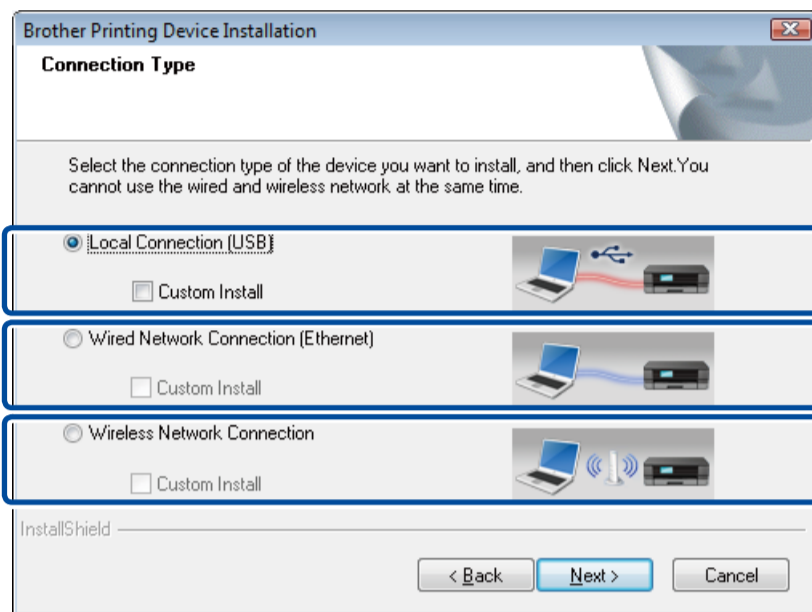 Brother Printing Device Installation
Connection Type
Select the connection type of the device you want to install, and then click Next.You
cannot use the wired and wireless network at the same time.
Local Connection (USB)
Custom Install
Wired Network Connection (Ethernet)
Custom Install
Wireless Network Connection
Custom Install
InstallShield
< Back
Next >
Cancel